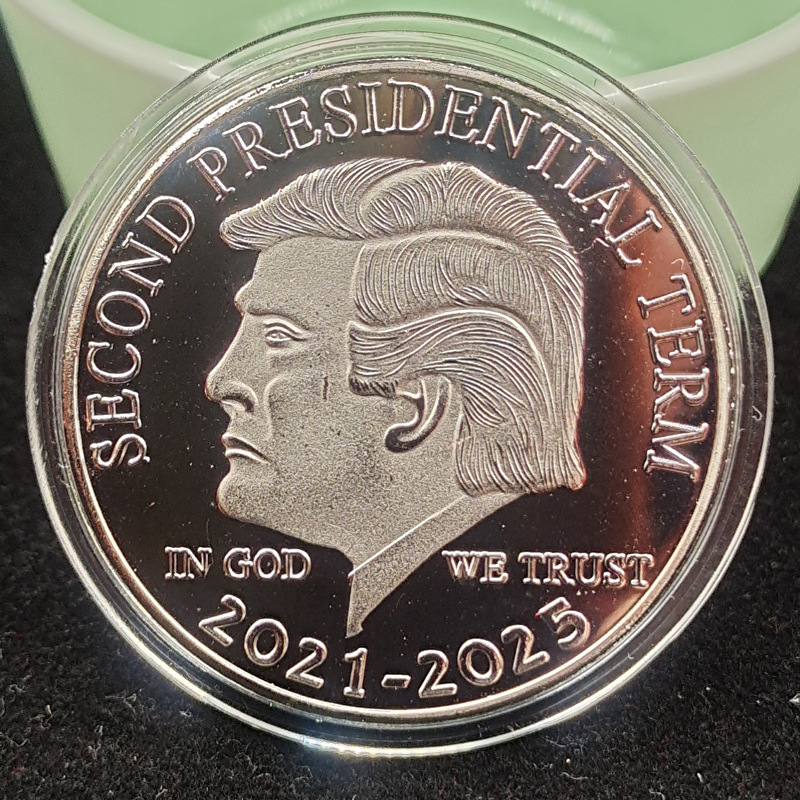 SECOND PRESIDENTIAL TERM
IN GOD WE TRUST
2021-2025